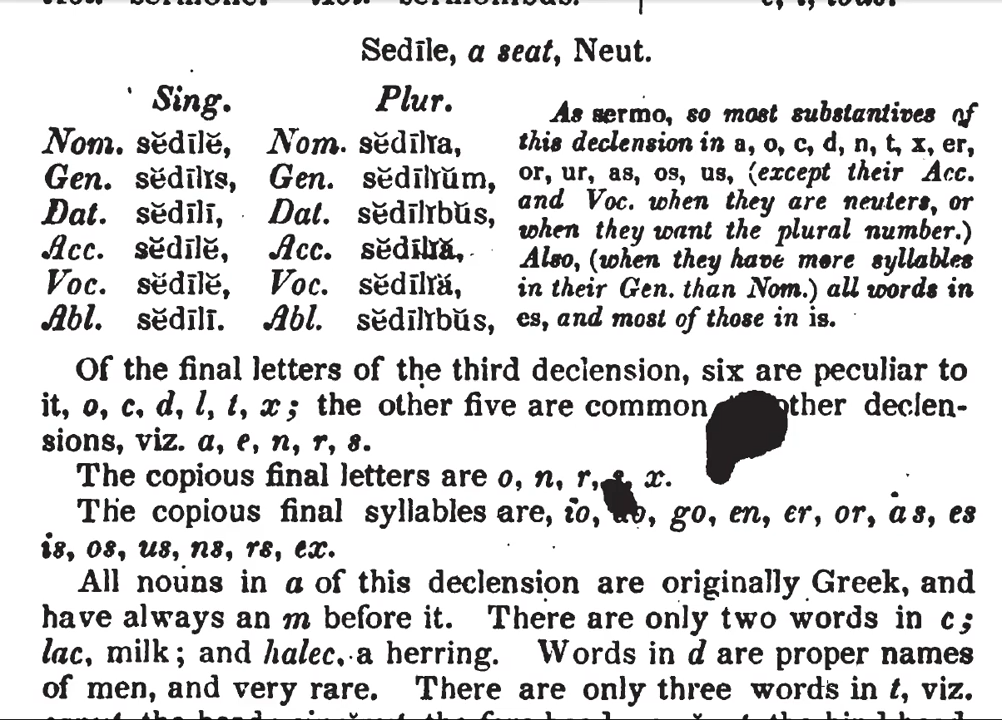 Sedīle, a seat, Neut.
Sing. Plur.
Nom. sĕdīlĕ, Nom. sĕdīlĭa,
Gen. sĕdīlĭs, Gen. sĕdīlĭŭm,
Dat. sĕdīlī, Dat. sĕdīlĭbŭs,
Acc. sĕdīlĕ, Acc. sĕdīlĭă,
Voc. sĕdīlĕ, Voc. sĕdīlĭă,
Abl. sĕdīlī. Abl. sĕdīlĭbŭs,
As sermo, so most substantives of
this declension in a, o, c, d, n, t, x, er,
or, ur, as, os, us, (except their Acc.
and Voc. when they are neuters, or
when they want the plural number.)
Also, (when they have more syllables
in their Gen. than Nom.) all words in
es, and most of those in is.
Of the final letters of the third declension, six are peculiar to
it, o, c, d, l, t, x; the other five are common other declen-
sions, viz. a, e, n, r, s.
The copious final letters are o, n, r, x.
The copious final syllables are, io, go, en, er, or, as, es
is, os, us, ns, rs, ex.
All nouns in a of this declension are originally Greek, and
have always an m before it. There are only two words in c;
lac, milk; and halec, a herring. Words in d are proper names
of men, and very rare. There are only three words in t, viz.